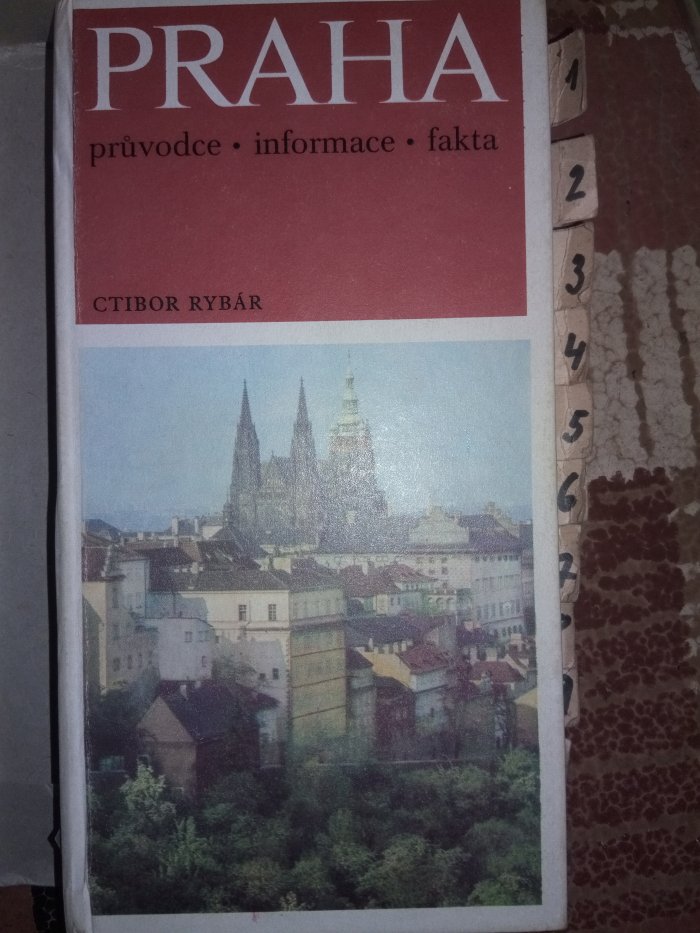 PRAHA
průvodce • informace • fakta
CTIBOR RYBÁR
1
2
3
4
5
6
7